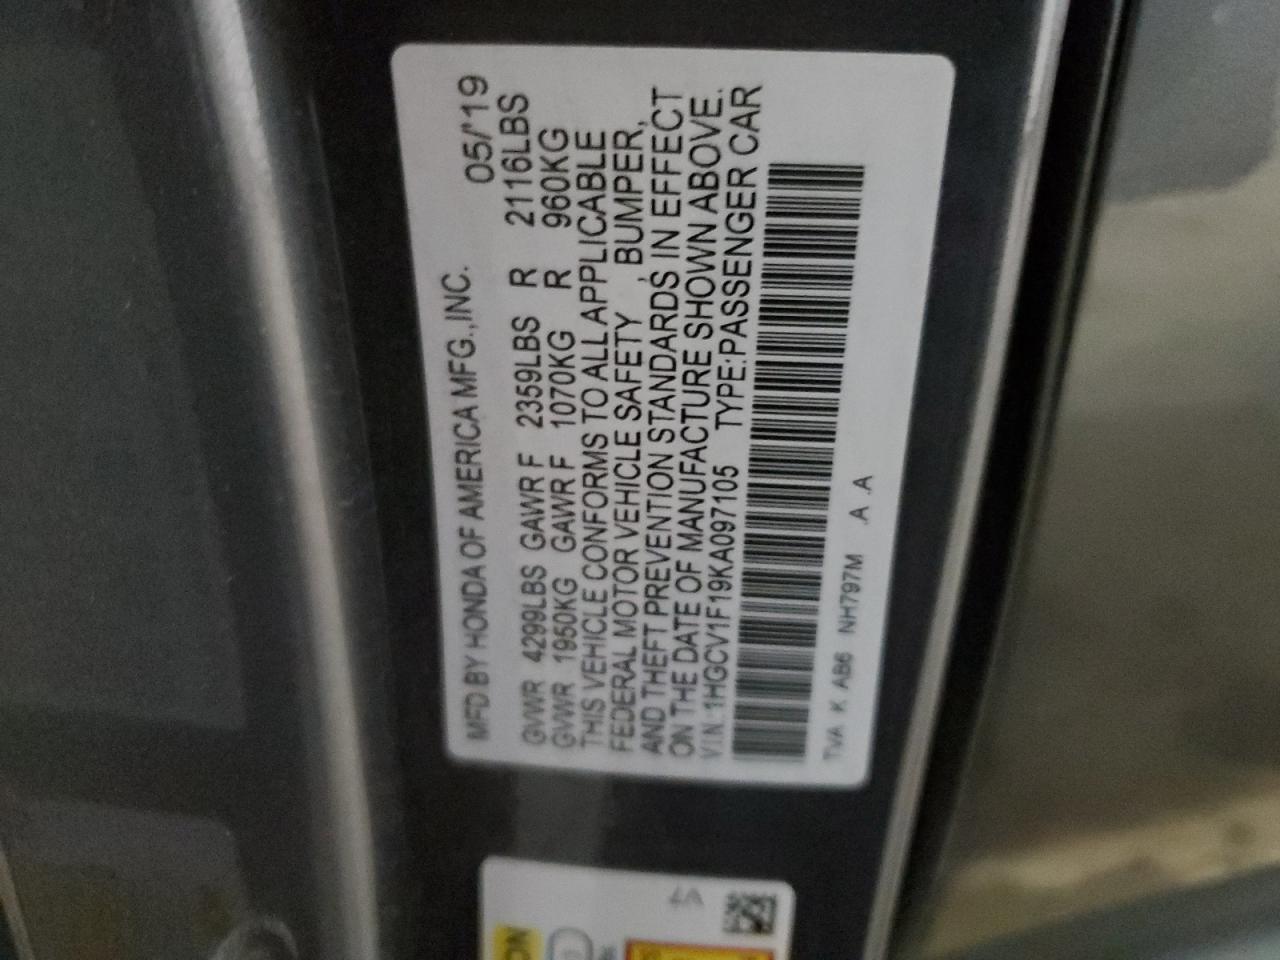 MFD BY HONDA OF AMERICA MFG.,INC. 05/'19
GVWR 4299LBS GAWR F 2359LBS R 2116LBS
GVWR 1950KG GAWR F 1070KG R 960KG
THIS VEHICLE CONFORMS TO ALL APPLICABLE
FEDERAL MOTOR VEHICLE SAFETY , BUMPER,
AND THEFT PREVENTION STANDARDS, IN EFFECT
ON THE DATE OF MANUFACTURE SHOWN ABOVE.
V.I.N.:1HGCV1F19KA097105 TYPE:PASSENGER CAR
TVA K AB6 NH797M .A .A